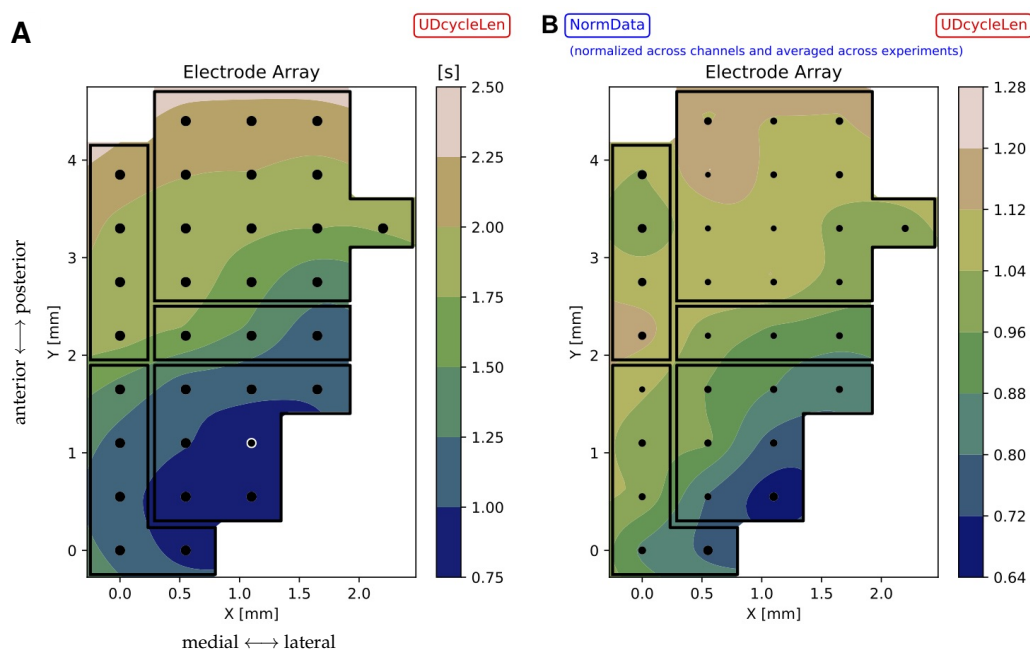 A
UDcycleLen
Electrode Array
[s]
2.50
2.25
2.00
1.75
1.50
1.25
1.00
0.75
4
3
2
1
0
Y [mm]
anterior ⟷ posterior
0.0 0.5 1.0 1.5 2.0
X [mm]
medial ⟷ lateral
B
NormData
UDcycleLen
(normalized across channels and averaged across experiments)
Electrode Array
1.28
1.20
1.12
1.04
0.96
0.88
0.80
0.72
0.64
4
3
2
1
0
Y [mm]
0.0 0.5 1.0 1.5 2.0
X [mm]